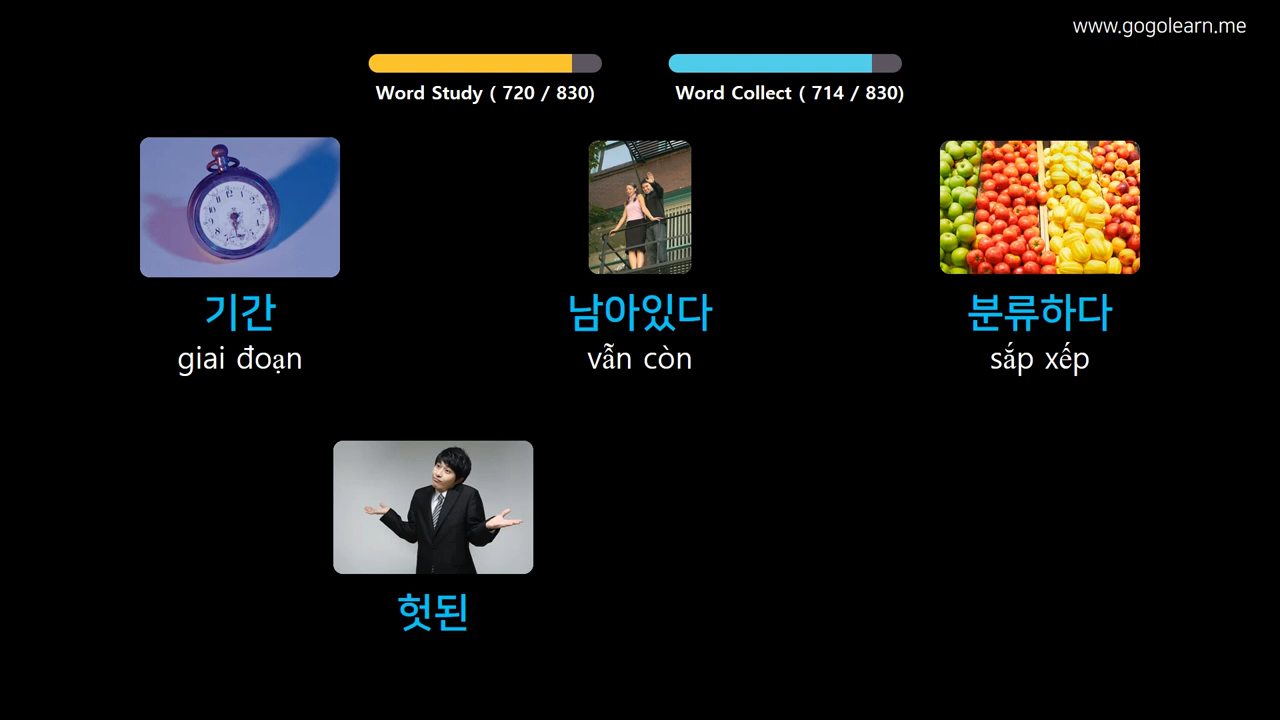 www.gogolearn.me
Word Study ( 720 / 830)
Word Collect ( 714 / 830)
기간
giai đoạn
남아있다
vẫn còn
분류하다
sắp xếp
헛된